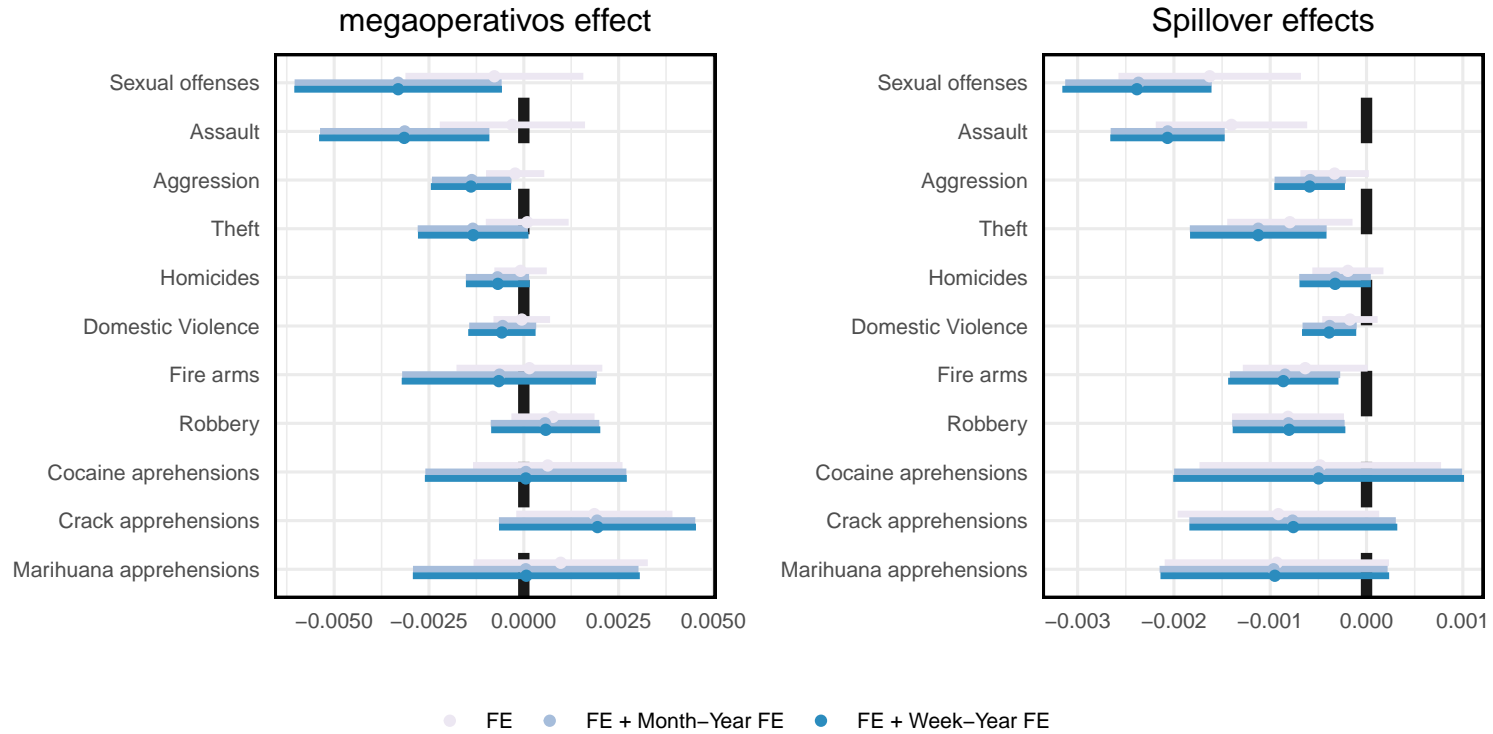 megaoperativos effect
Sexual offenses
Assault
Aggression
Theft
Homicides
Domestic Violence
Fire arms
Robbery
Cocaine aprehensions
Crack apprehensions
Marihuana apprehensions
−0.0050 −0.0025 0.0000 0.0025 0.0050
Spillover effects
Sexual offenses
Assault
Aggression
Theft
Homicides
Domestic Violence
Fire arms
Robbery
Cocaine aprehensions
Crack apprehensions
Marihuana apprehensions
−0.003 −0.002 −0.001 0.000 0.001
FE FE + Month−Year FE FE + Week−Year FE